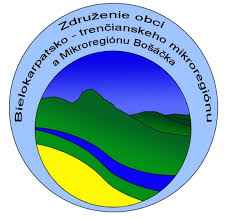 Združenie obcí
Bielokarpatsko - trenčianskeho mikroregiónu
a Mikroregiónu Bošáčka